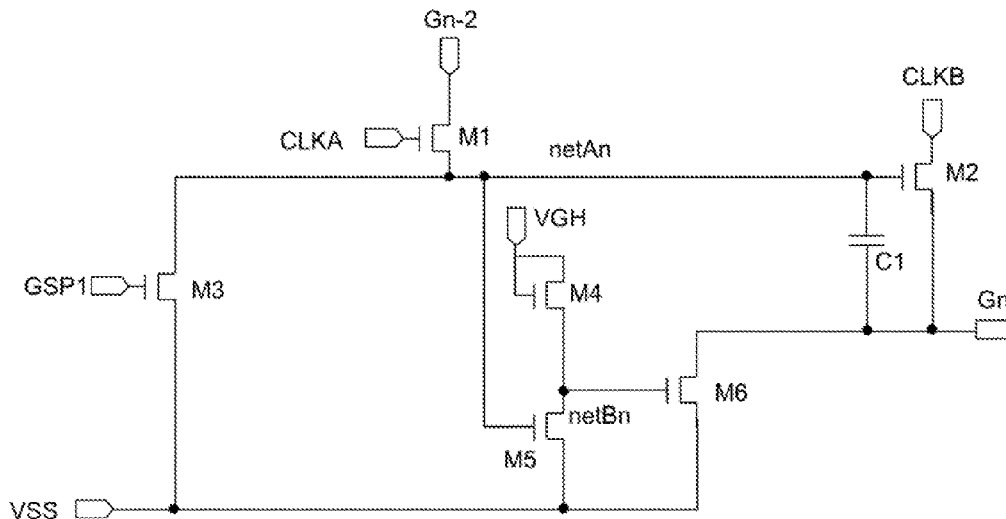 Gn-2
CLKB
CLKA
M1
netAn
M2
VGH
C1
GSP1
M3
M4
Gn
M6
netBn
M5
VSS